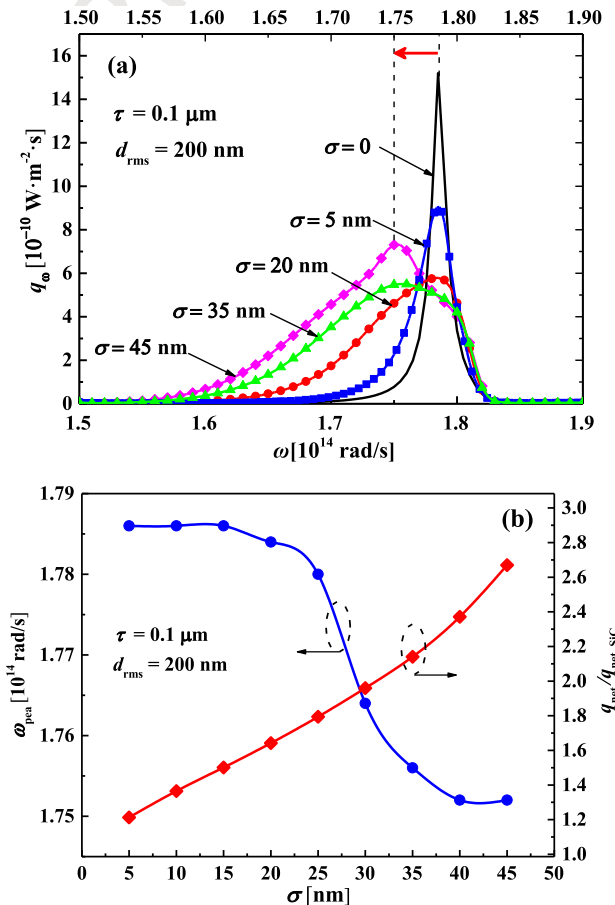 1.50 1.55 1.60 1.65 1.70 1.75 1.80 1.85 1.90
16
14
12
10
8
6
4
2
0
q_ω [10⁻¹⁰ W·m⁻²·s]
(a)
τ = 0.1 μm
d_rms = 200 nm
σ = 0
σ = 5 nm
σ = 20 nm
σ = 35 nm
σ = 45 nm
1.5 1.6 1.7 1.8 1.9
ω[10¹⁴ rad/s]
1.79
1.78
1.77
1.76
1.75
ω_pea [10¹⁴ rad/s]
(b)
τ = 0.1 μm
d_rms = 200 nm
3.0
2.8
2.6
2.4
2.2
2.0
1.8
1.6
1.4
1.2
1.0
q_net/q_net, SiC
0 5 10 15 20 25 30 35 40 45 50
σ [nm]